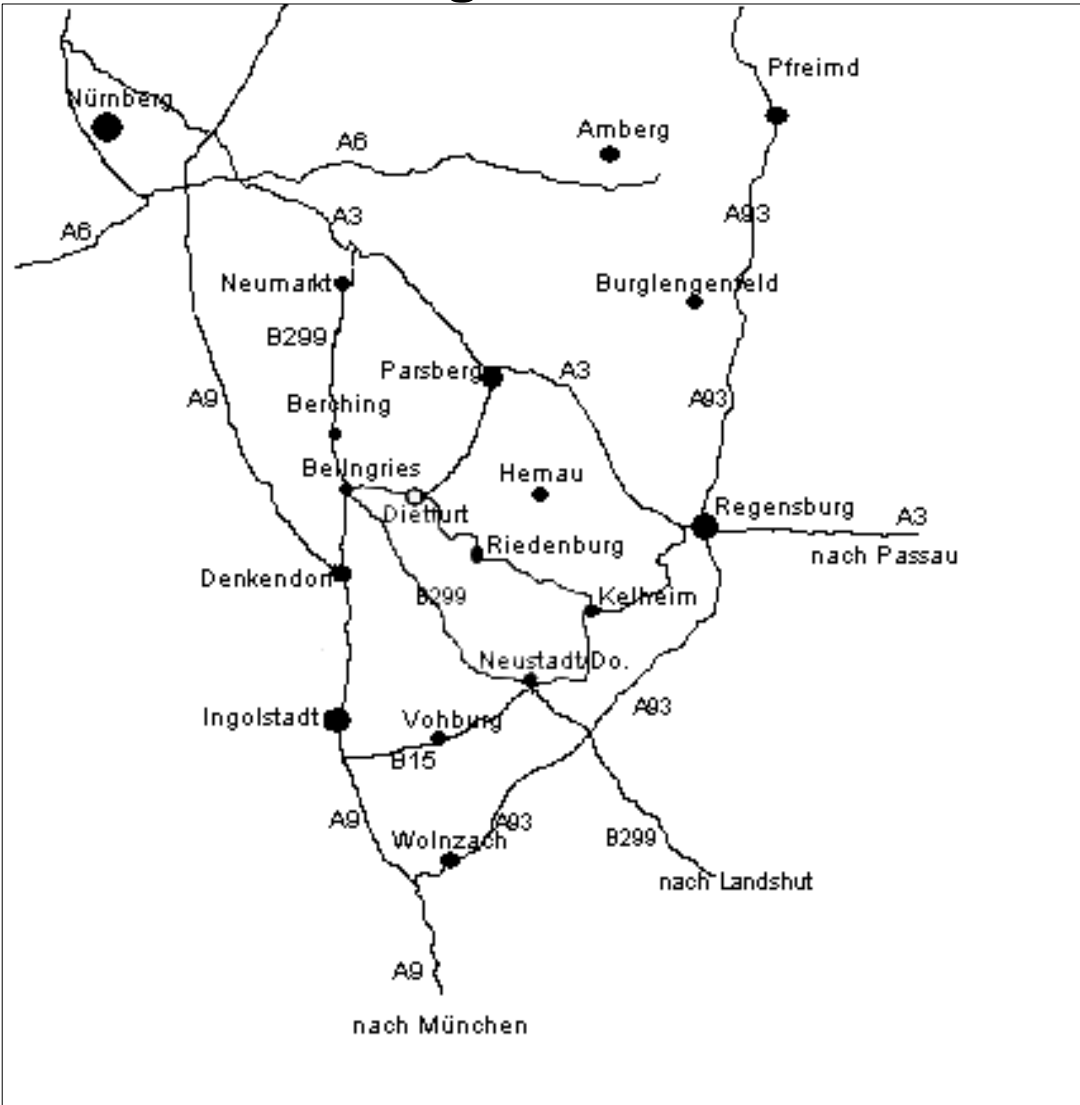 Pfreimd
Nürnberg
Amberg
A6
A93
A3
A6
Neumarkt
Burglengenfeld
B299
Parsberg
A3
A9
A93
Berching
Beilngries
Hemau
Dietfurt
Regensburg
A3
Riedenburg
nach Passau
Denkendorf
B299
Kelheim
Neustadt/Do.
A93
Ingolstadt
Vohburg
B15
A9
A93
Wolnzach
B299
nach Landshut
A9
nach München